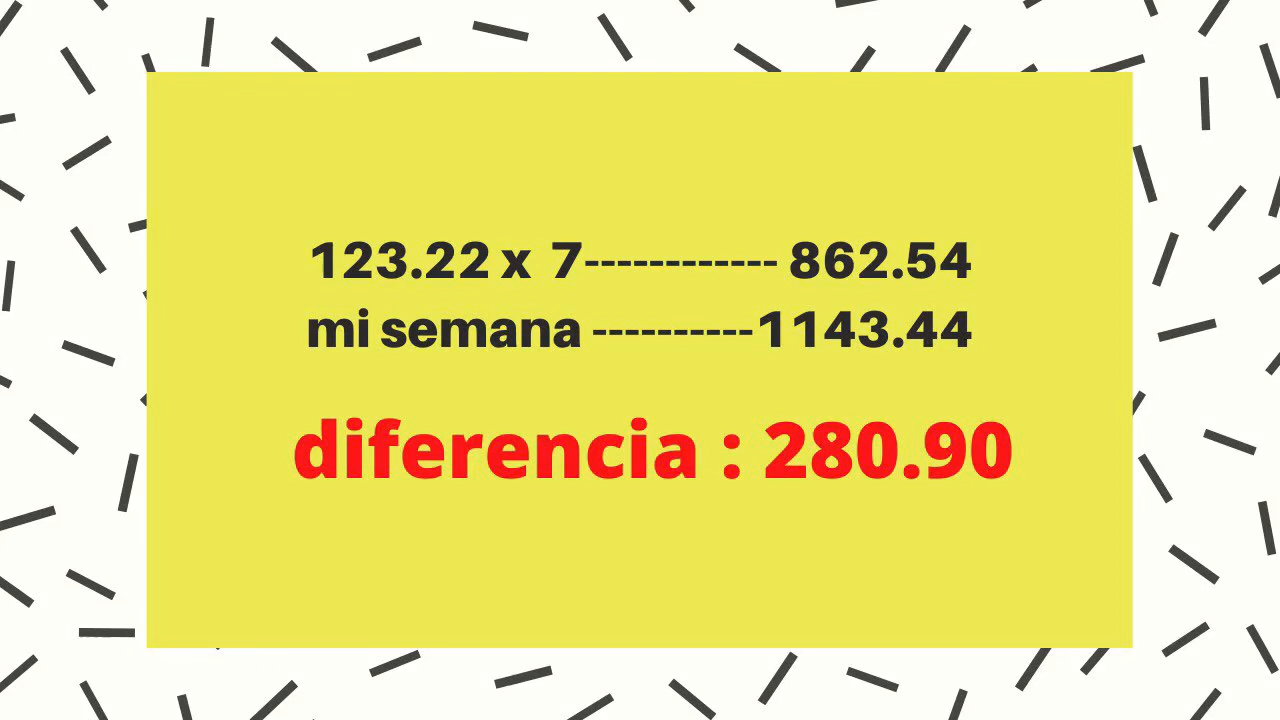 123.22 x 7------------ 862.54
mi semana ----------1143.44
diferencia : 280.90